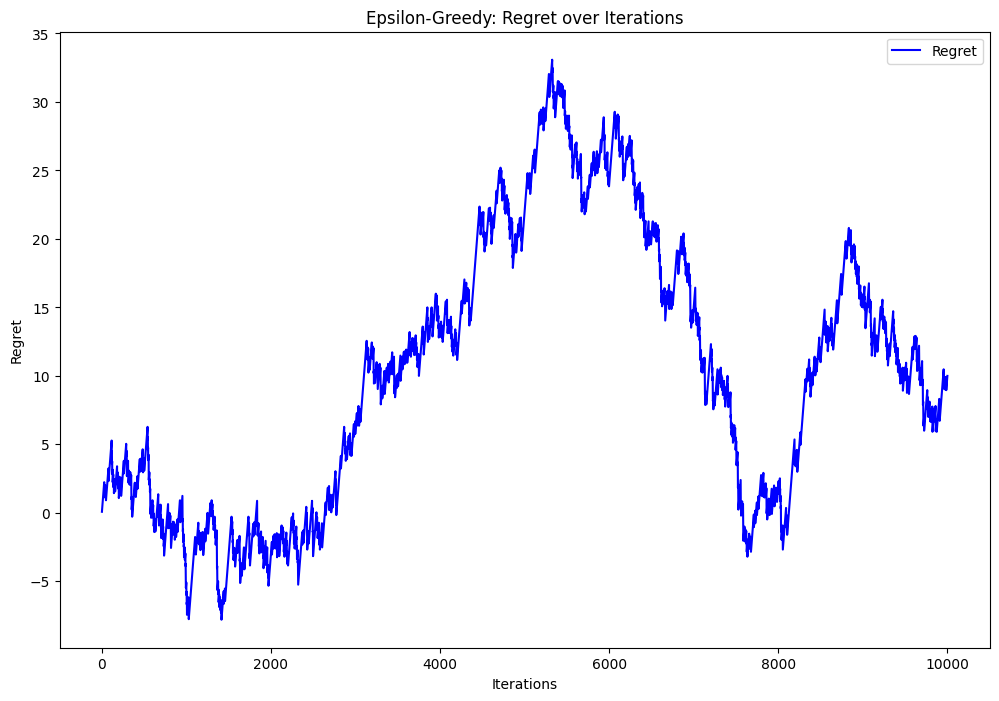 Epsilon-Greedy: Regret over Iterations
Regret
35
30
25
20
15
10
5
0
−5
Regret
0 2000 4000 6000 8000 10000
Iterations